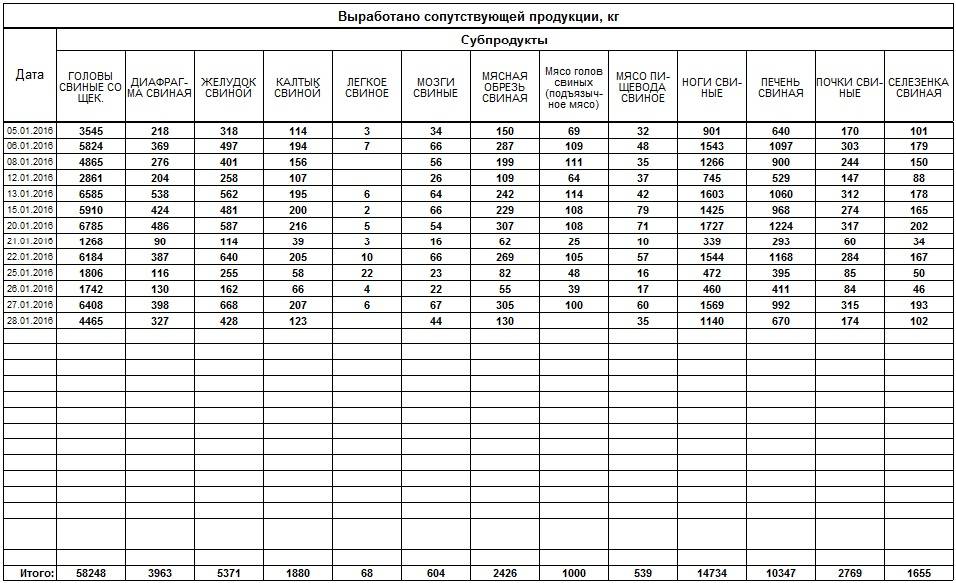 Выработано сопутствующей продукции, кг
Субпродукты
Дата
ГОЛОВЫ СВИНЫЕ СО ЩЕК. ДИАФРАГ-МА СВИНАЯ ЖЕЛУДОК СВИНОЙ КАЛТЫК СВИНОЙ ЛЕГКОЕ СВИНОЕ МОЗГИ СВИНЫЕ МЯСНАЯ ОБРЕЗЬ СВИНАЯ Мясо голов свиных (подъязыч-ное мясо) МЯСО ПИ-ЩЕВОДА СВИНОЕ НОГИ СВИ-НЫЕ ПЕЧЕНЬ СВИНАЯ ПОЧКИ СВИ-НЫЕ СЕЛЕЗЕНКА СВИНАЯ
05.01.2016 3545 218 318 114 3 34 150 69 32 901 640 170 101
06.01.2016 5824 369 497 194 7 66 287 109 48 1543 1097 303 179
08.01.2016 4865 276 401 156 56 199 111 35 1266 900 244 150
12.01.2016 2861 204 258 107 26 109 64 37 745 529 147 88
13.01.2016 6585 538 562 195 6 64 242 114 42 1603 1060 312 178
15.01.2016 5910 424 481 200 2 66 229 108 79 1425 968 274 165
20.01.2016 6785 486 587 216 5 54 307 108 71 1727 1224 317 202
21.01.2016 1268 90 114 39 3 16 62 25 10 339 293 60 34
22.01.2016 6184 387 640 205 10 66 269 105 57 1544 1168 284 167
25.01.2016 1806 116 255 58 22 23 82 48 16 472 395 85 50
26.01.2016 1742 130 162 66 4 22 55 39 17 460 411 84 46
27.01.2016 6408 398 668 207 6 67 305 100 60 1569 992 315 193
28.01.2016 4465 327 428 123 44 130 35 1140 670 174 102
Итого: 58248 3963 5371 1880 68 604 2426 1000 539 14734 10347 2769 1655